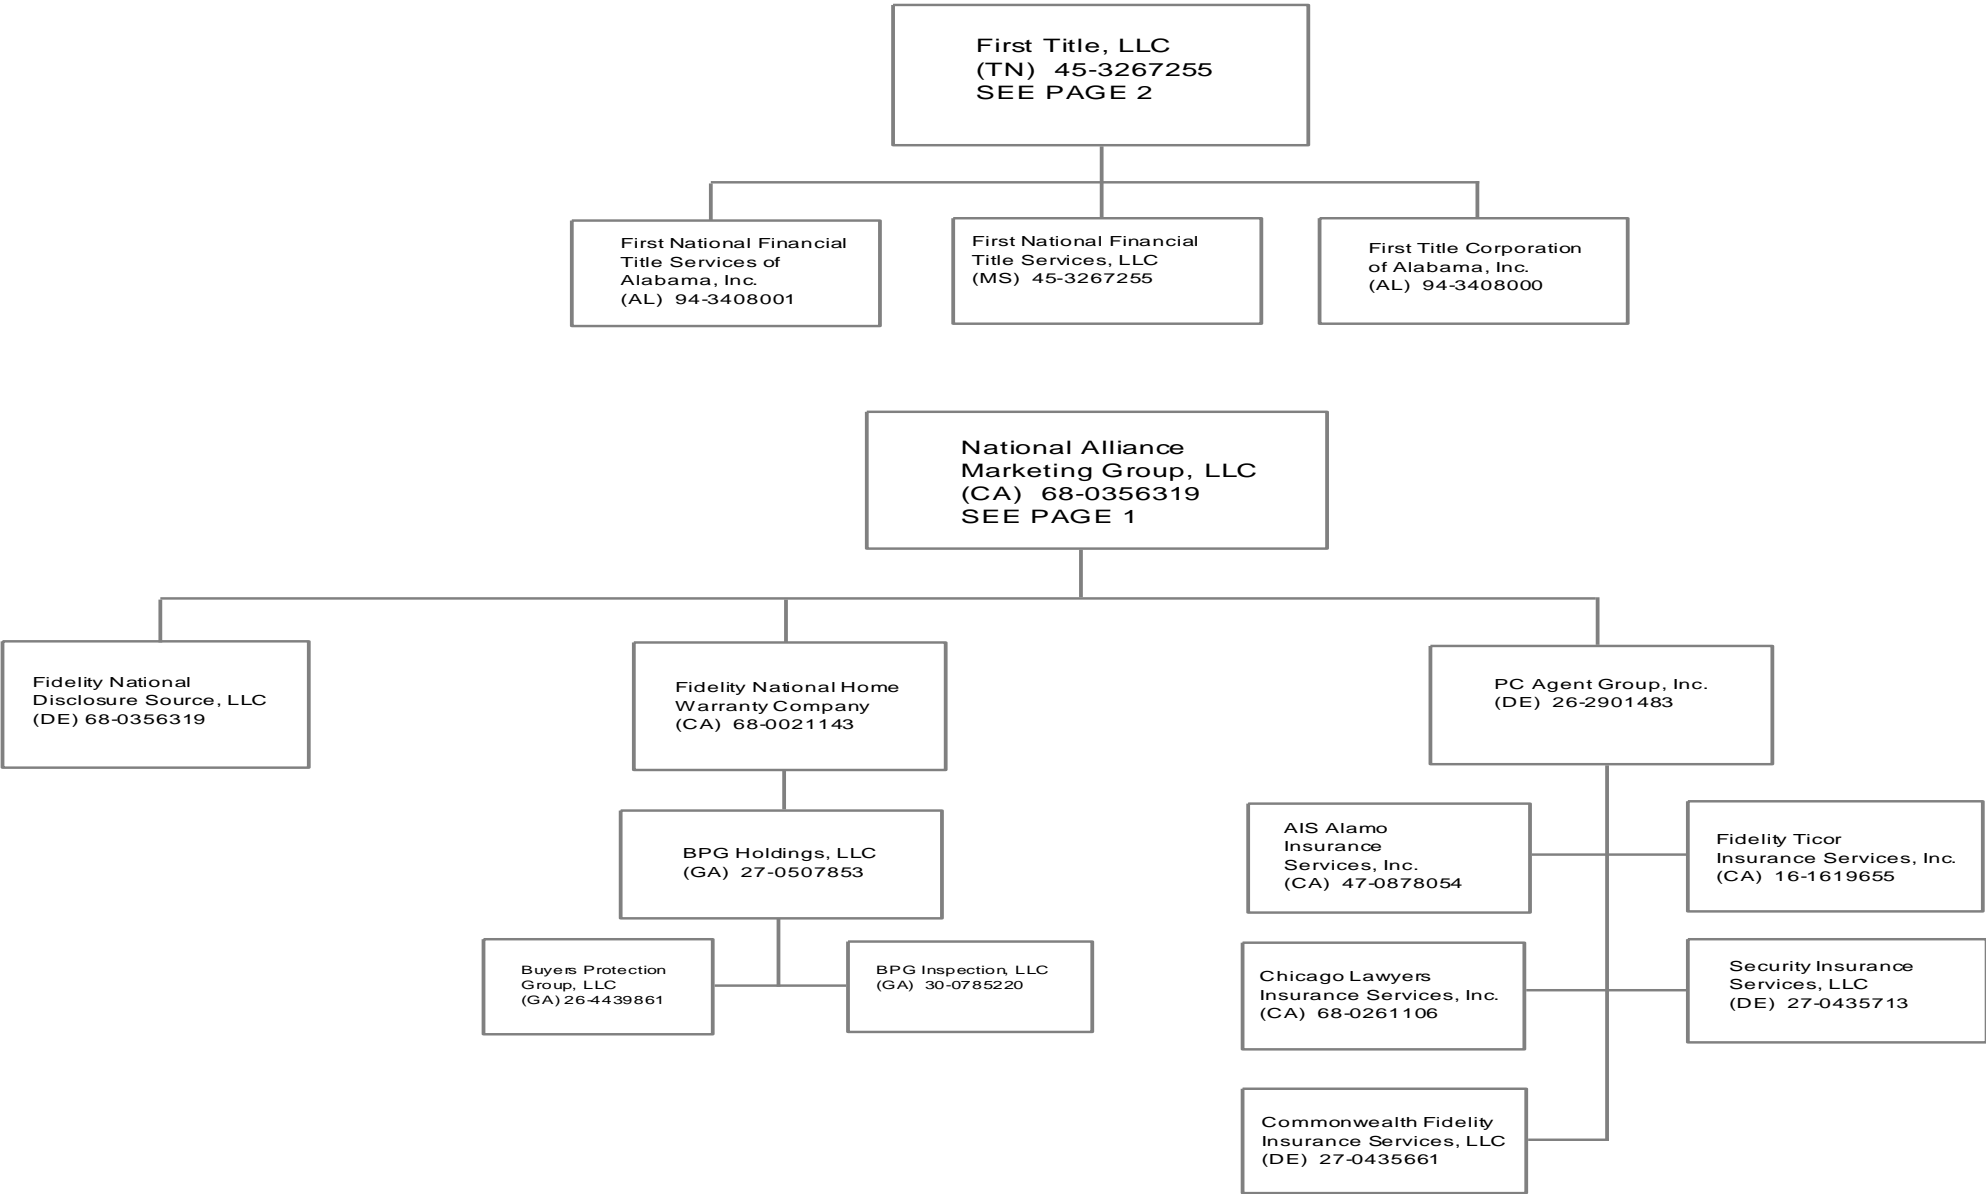 First Title, LLC
(TN) 45-3267255
SEE PAGE 2
First National Financial
Title Services of
Alabama, Inc.
(AL) 94-3408001
First National Financial
Title Services, LLC
(MS) 45-3267255
First Title Corporation
of Alabama, Inc.
(AL) 94-3408000
National Alliance
Marketing Group, LLC
(CA) 68-0356319
SEE PAGE 1
Fidelity National
Disclosure Source, LLC
(DE) 68-0356319
Fidelity National Home
Warranty Company
(CA) 68-0021143
PC Agent Group, Inc.
(DE) 26-2901483
BPG Holdings, LLC
(GA) 27-0507853
Buyers Protection
Group, LLC
(GA) 26-4439861
BPG Inspection, LLC
(GA) 30-0785220
AIS Alamo
Insurance
Services, Inc.
(CA) 47-0878054
Fidelity Ticor
Insurance Services, Inc.
(CA) 16-1619655
Chicago Lawyers
Insurance Services, Inc.
(CA) 68-0261106
Security Insurance
Services, LLC
(DE) 27-0435713
Commonwealth Fidelity
Insurance Services, LLC
(DE) 27-0435661